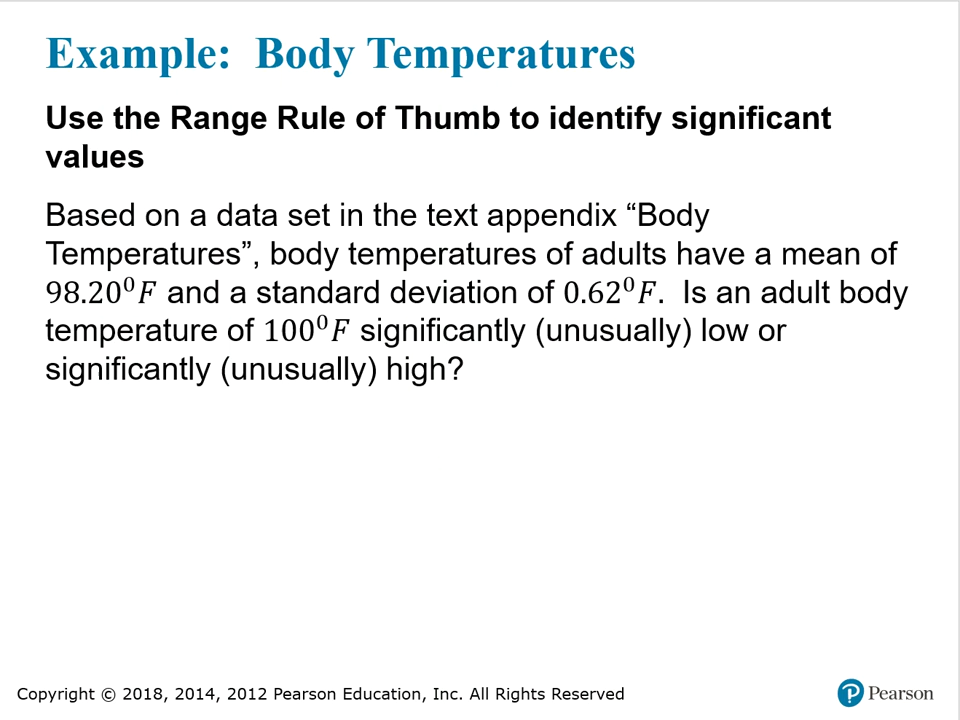 Example: Body Temperatures
Use the Range Rule of Thumb to identify significant
values
Based on a data set in the text appendix “Body
Temperatures”, body temperatures of adults have a mean of
98.20⁰F and a standard deviation of 0.62⁰F. Is an adult body
temperature of 100⁰F significantly (unusually) low or
significantly (unusually) high?
Copyright © 2018, 2014, 2012 Pearson Education, Inc. All Rights Reserved
P Pearson